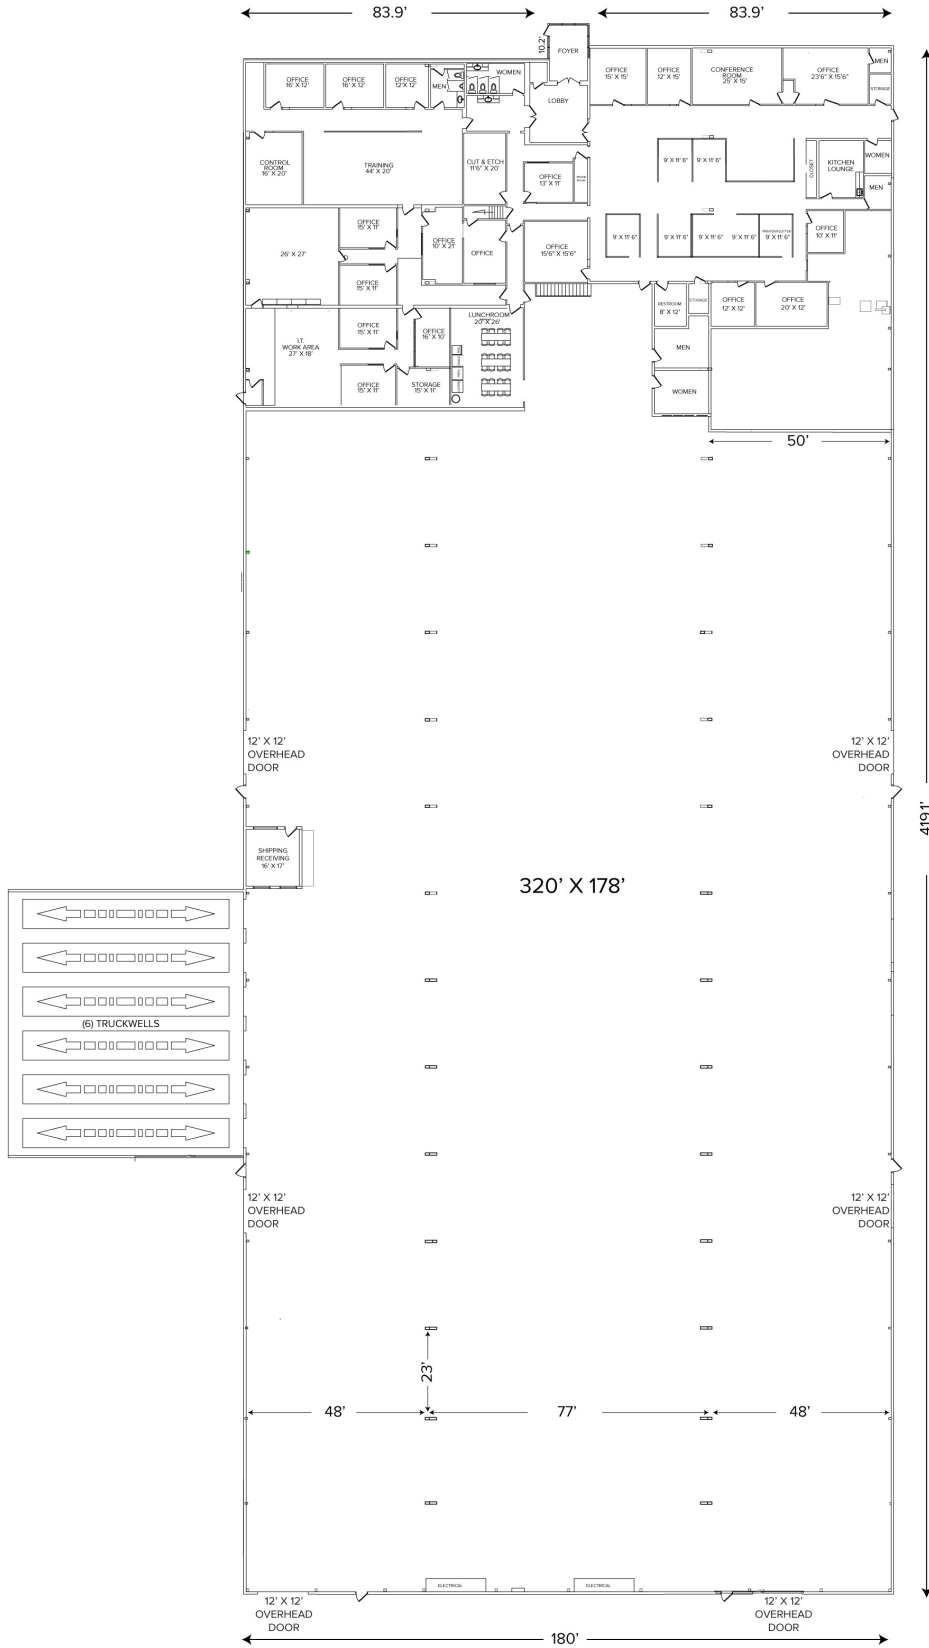 83.9'
83.9'
10.2'
FOYER
LOBBY
OFFICE
16' X 12'
OFFICE
16' X 12'
OFFICE
12'X 12'
MEN
WOMEN
OFFICE
15' X 15'
OFFICE
12' X 15'
CONFERENCE
ROOM
25' X 15'
OFFICE
23'6" X 15'6"
MEN
STORAGE
CONTROL
ROOM
16' X 20'
TRAINING
44' X 20'
CUT & ETCH
11'6" X 20'
OFFICE
13' X 11'
9' X 11' 6"
9' X 11' 6"
CLOSET
KITCHEN
LOUNGE
WOMEN
MEN
26' X 27'
OFFICE
15' X 11'
OFFICE
15' X 11'
OFFICE
10' X 21'
OFFICE
OFFICE
15'6" X 15'6"
9' X 11' 6"
9' X 11' 6"
9' X 11' 6"
9' X 11' 6"
PRINTER/PLOTTER
9' X 11' 6"
OFFICE
10' X 11'
RESTROOM
8' X 12'
STORAGE
OFFICE
12' X 12'
OFFICE
20' X 12'
I.T.
WORK AREA
27' X 18'
OFFICE
15' X 11'
OFFICE
16' X 10'
LUNCHROOM
20' X 26'
OFFICE
15' X 11'
STORAGE
15' X 11'
MEN
WOMEN
50'
12' X 12'
OVERHEAD
DOOR
12' X 12'
OVERHEAD
DOOR
419.1'
SHIPPING
RECEIVING
16' X 17'
320' X 178'
(6) TRUCKWELLS
12' X 12'
OVERHEAD
DOOR
12' X 12'
OVERHEAD
DOOR
23'
48'
77'
48'
ELECTRICAL
ELECTRICAL
12' X 12'
OVERHEAD
DOOR
12' X 12'
OVERHEAD
DOOR
180'